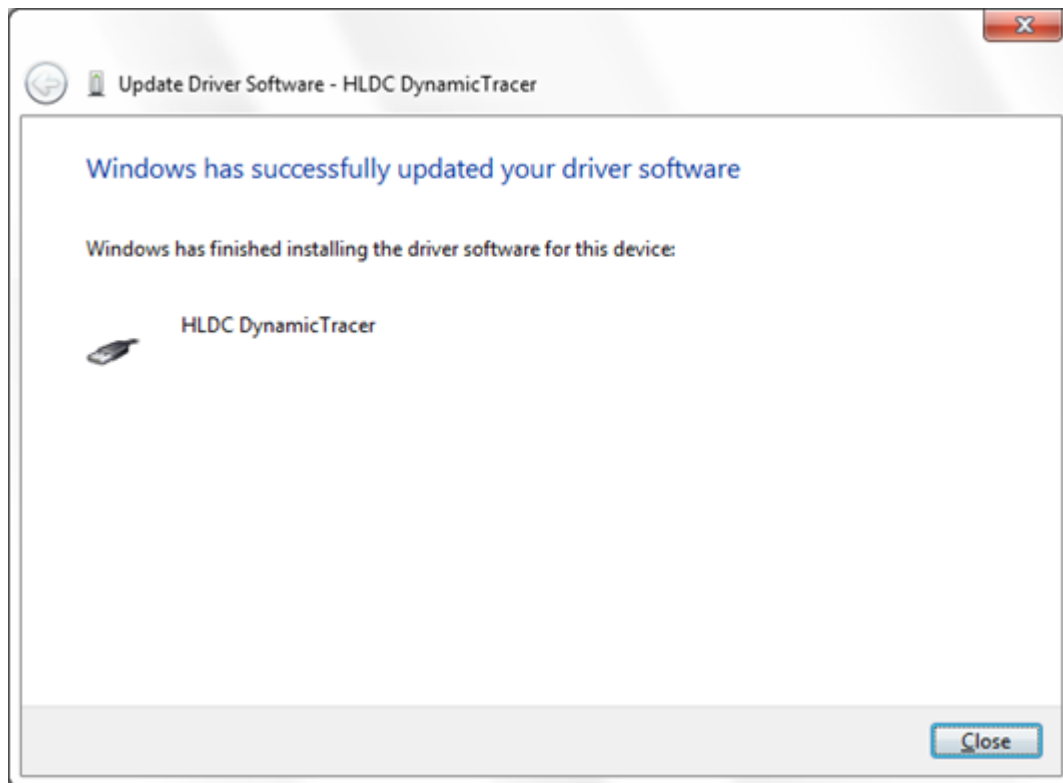 Update Driver Software - HLDC DynamicTracer
Windows has successfully updated your driver software
Windows has finished installing the driver software for this device:
HLDC DynamicTracer
Close